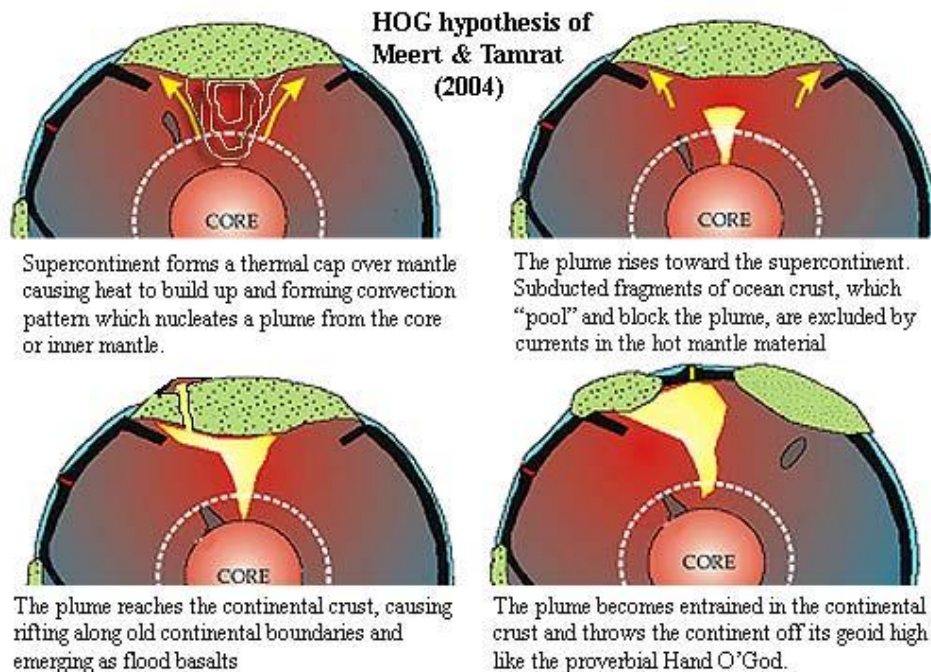 HOG hypothesis of
Meert & Tamrat
(2004)
CORE
CORE
Supercontinent forms a thermal cap over mantle
causing heat to build up and forming convection
pattern which nucleates a plume from the core
or inner mantle.
The plume rises toward the supercontinent.
Subducted fragments of ocean crust, which
“pool” and block the plume, are excluded by
currents in the hot mantle material
CORE
CORE
The plume reaches the continental crust, causing
rifting along old continental boundaries and
emerging as flood basalts
The plume becomes entrained in the continental
crust and throws the continent off its geoid high
like the proverbial Hand O’God.